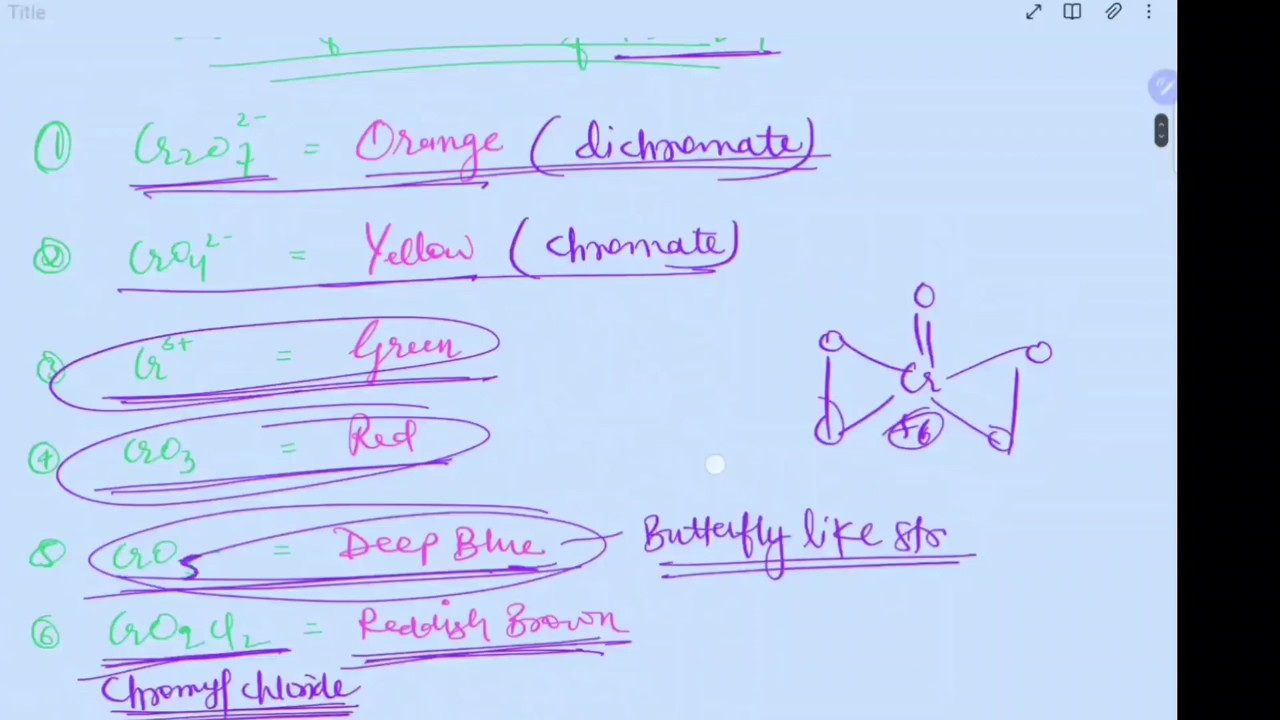 Title
① Cr2O7 2- = Orange (dichromate)
② CrO4 2- = Yellow (chromate)
③ Cr6+ = Green
④ CrO3 = Red
⑤ CrO5 = Deep Blue – Butterfly like str
⑥ CrO2Cl2 = Reddish Brown
Chromyl chloride
O
O O
Cr
O +6 O